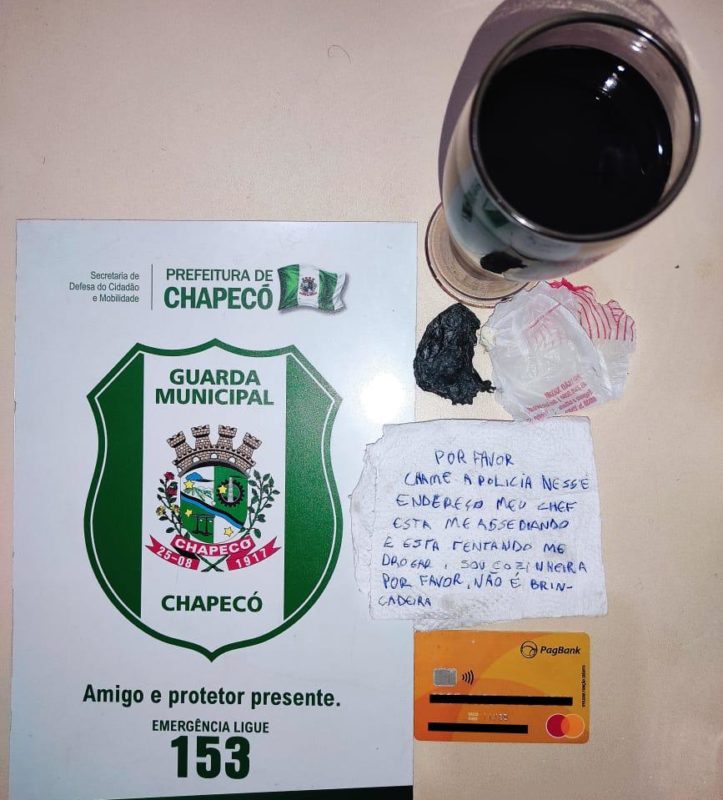 Secretaria de
Defesa do Cidadão
e Mobilidade
PREFEITURA DE
CHAPECÓ
GUARDA
MUNICIPAL
CHAPECÓ
25-08 1917
CHAPECÓ
Amigo e protetor presente.
EMERGÊNCIA LIGUE
153
POR FAVOR
CHAME A POLICIA NESSE
ENDEREÇO MEU CHEF
ESTA ME ASSEDIANDO
E ESTA TENTANDO ME
DROGAR, SOU COZINHEIRA
POR FAVOR, NÃO É BRIN-
CADEIRA
PagBank